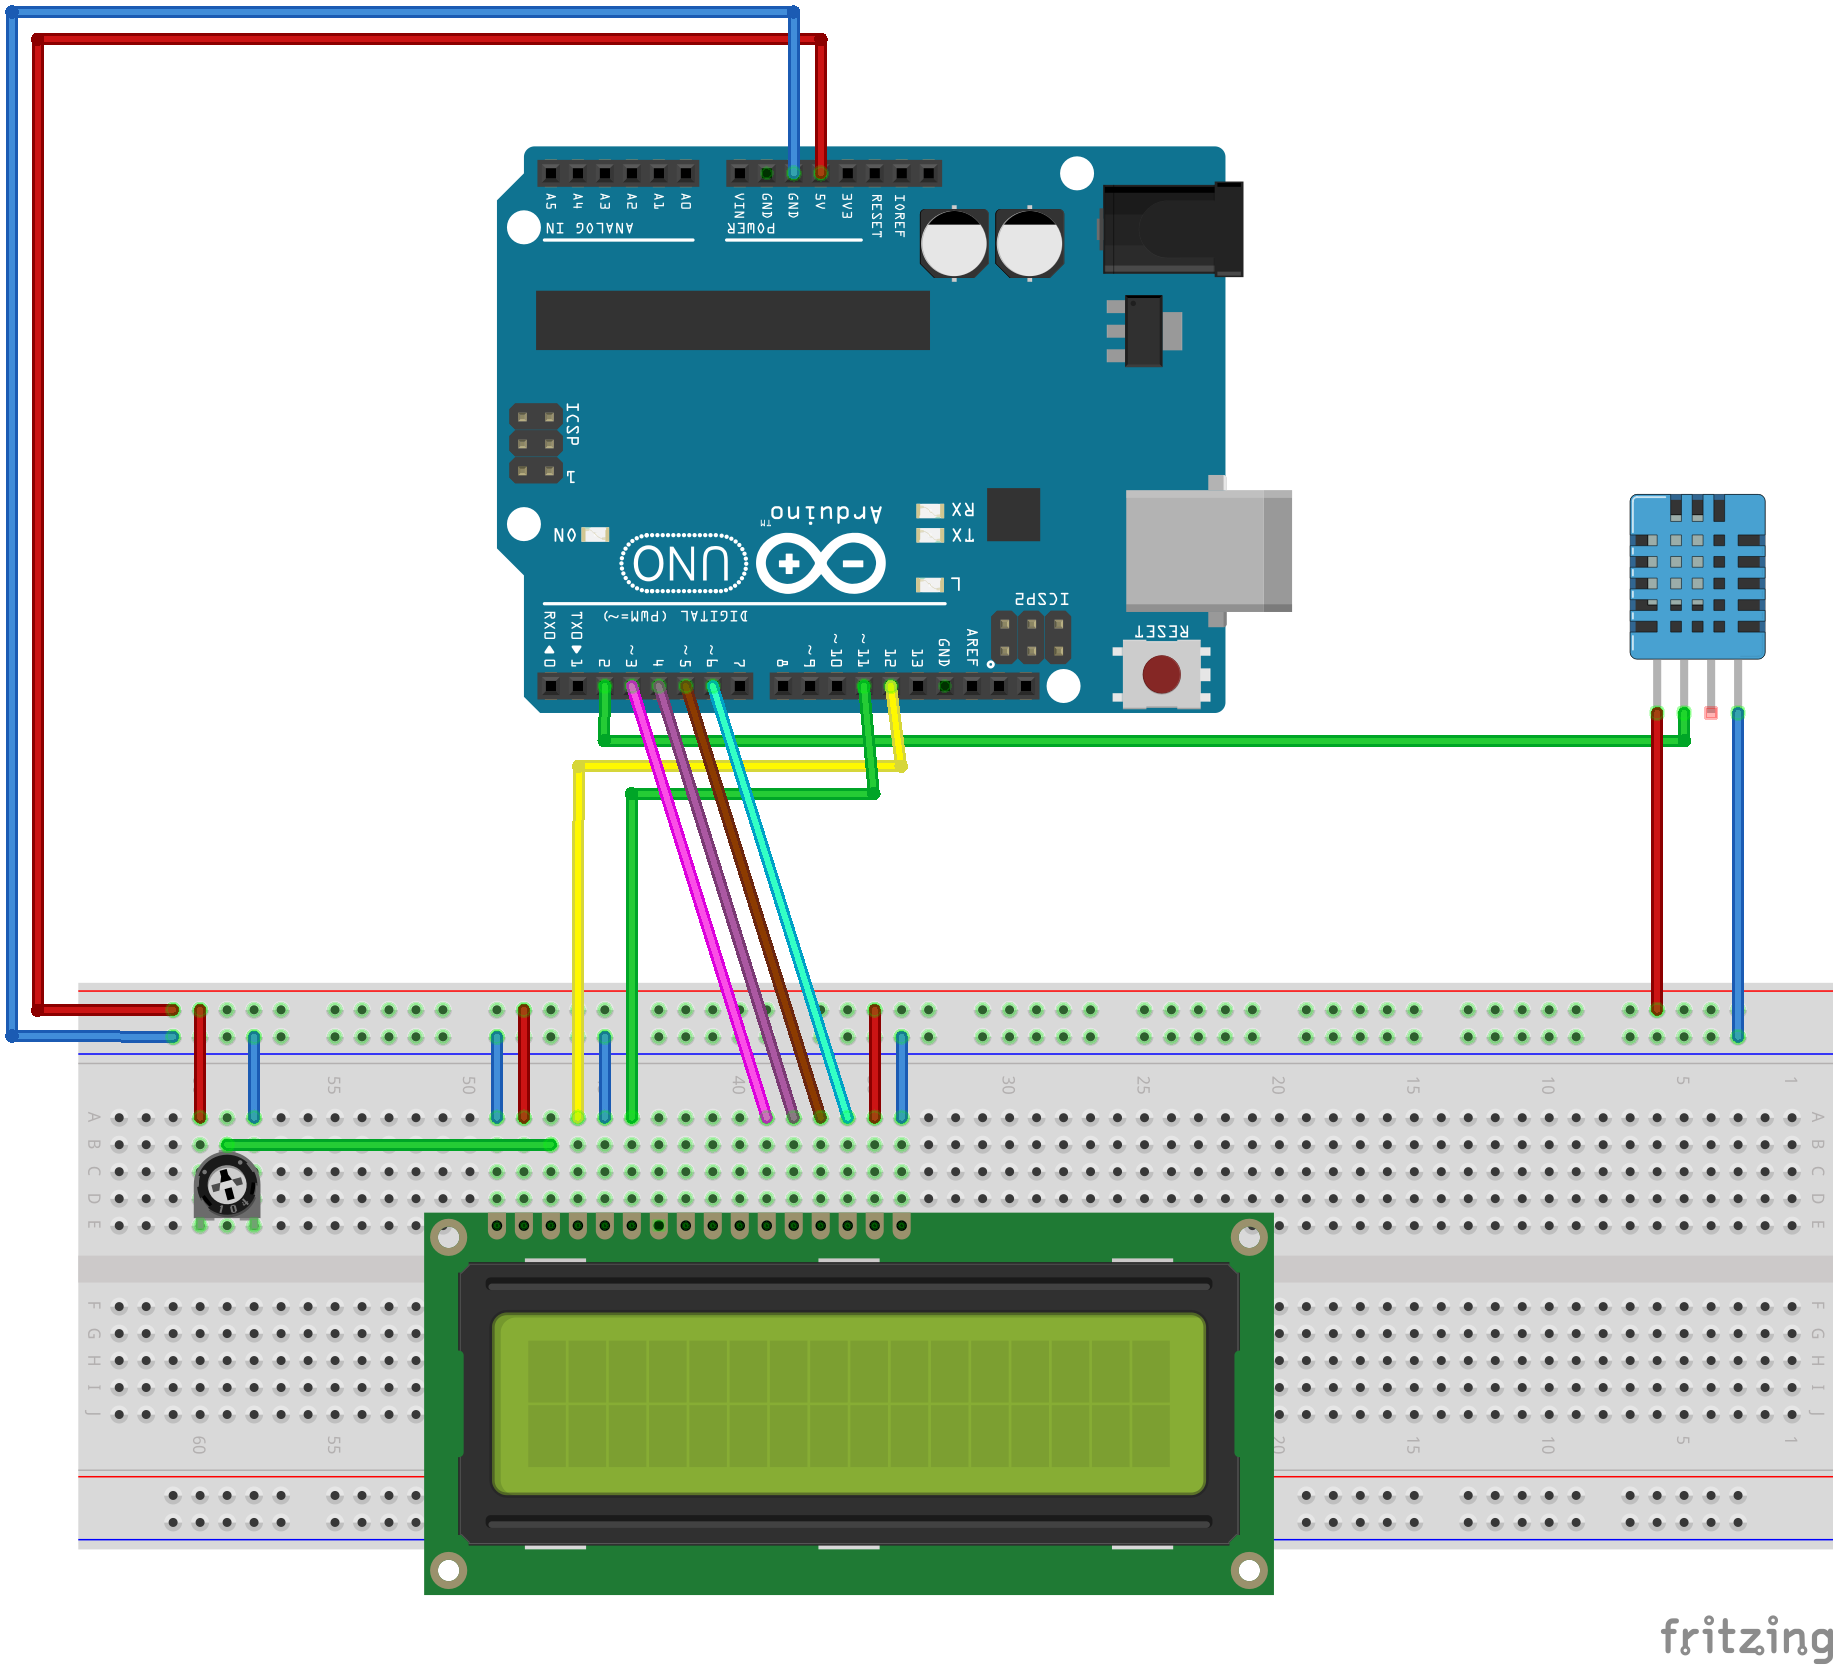 A5 A4 A3 A2 A1 A0 VIN GND GND 5V 3V3 RESET IOREF
ANALOG IN POWER
ICSP
1
Arduino™
RX
TX
ON
UNO
L
ICSP2
DIGITAL (PWM=~)
RESET
RX0 TX0
0 1 2 ~3 4 ~5 ~6 7 8 ~9 ~10 ~11 12 13 GND AREF
55 50 40 30 25 20 15 10 5 1
A A
B B
C C
D D
E E
104
F F
G G
H H
I I
J J
60 55 20 15 10 5 1
fritzing